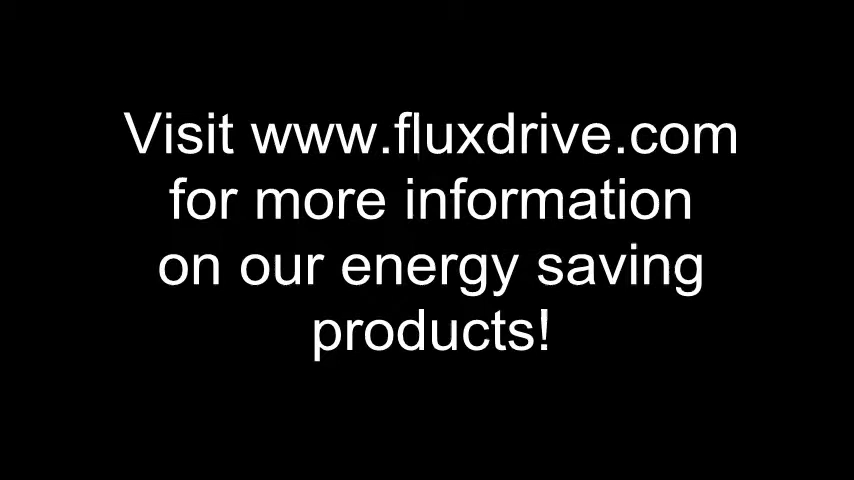 Visit www.fluxdrive.com
for more information
on our energy saving
products!